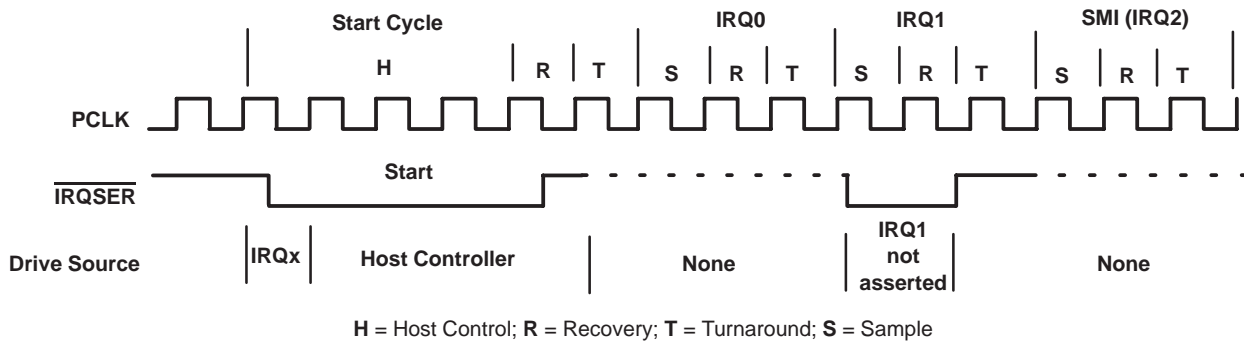 Start Cycle IRQ0 IRQ1 SMI (IRQ2)
H R T S R T S R T S R T
PCLK
Start
IRQSER
IRQx Host Controller None IRQ1 not asserted None
Drive Source
H = Host Control; R = Recovery; T = Turnaround; S = Sample